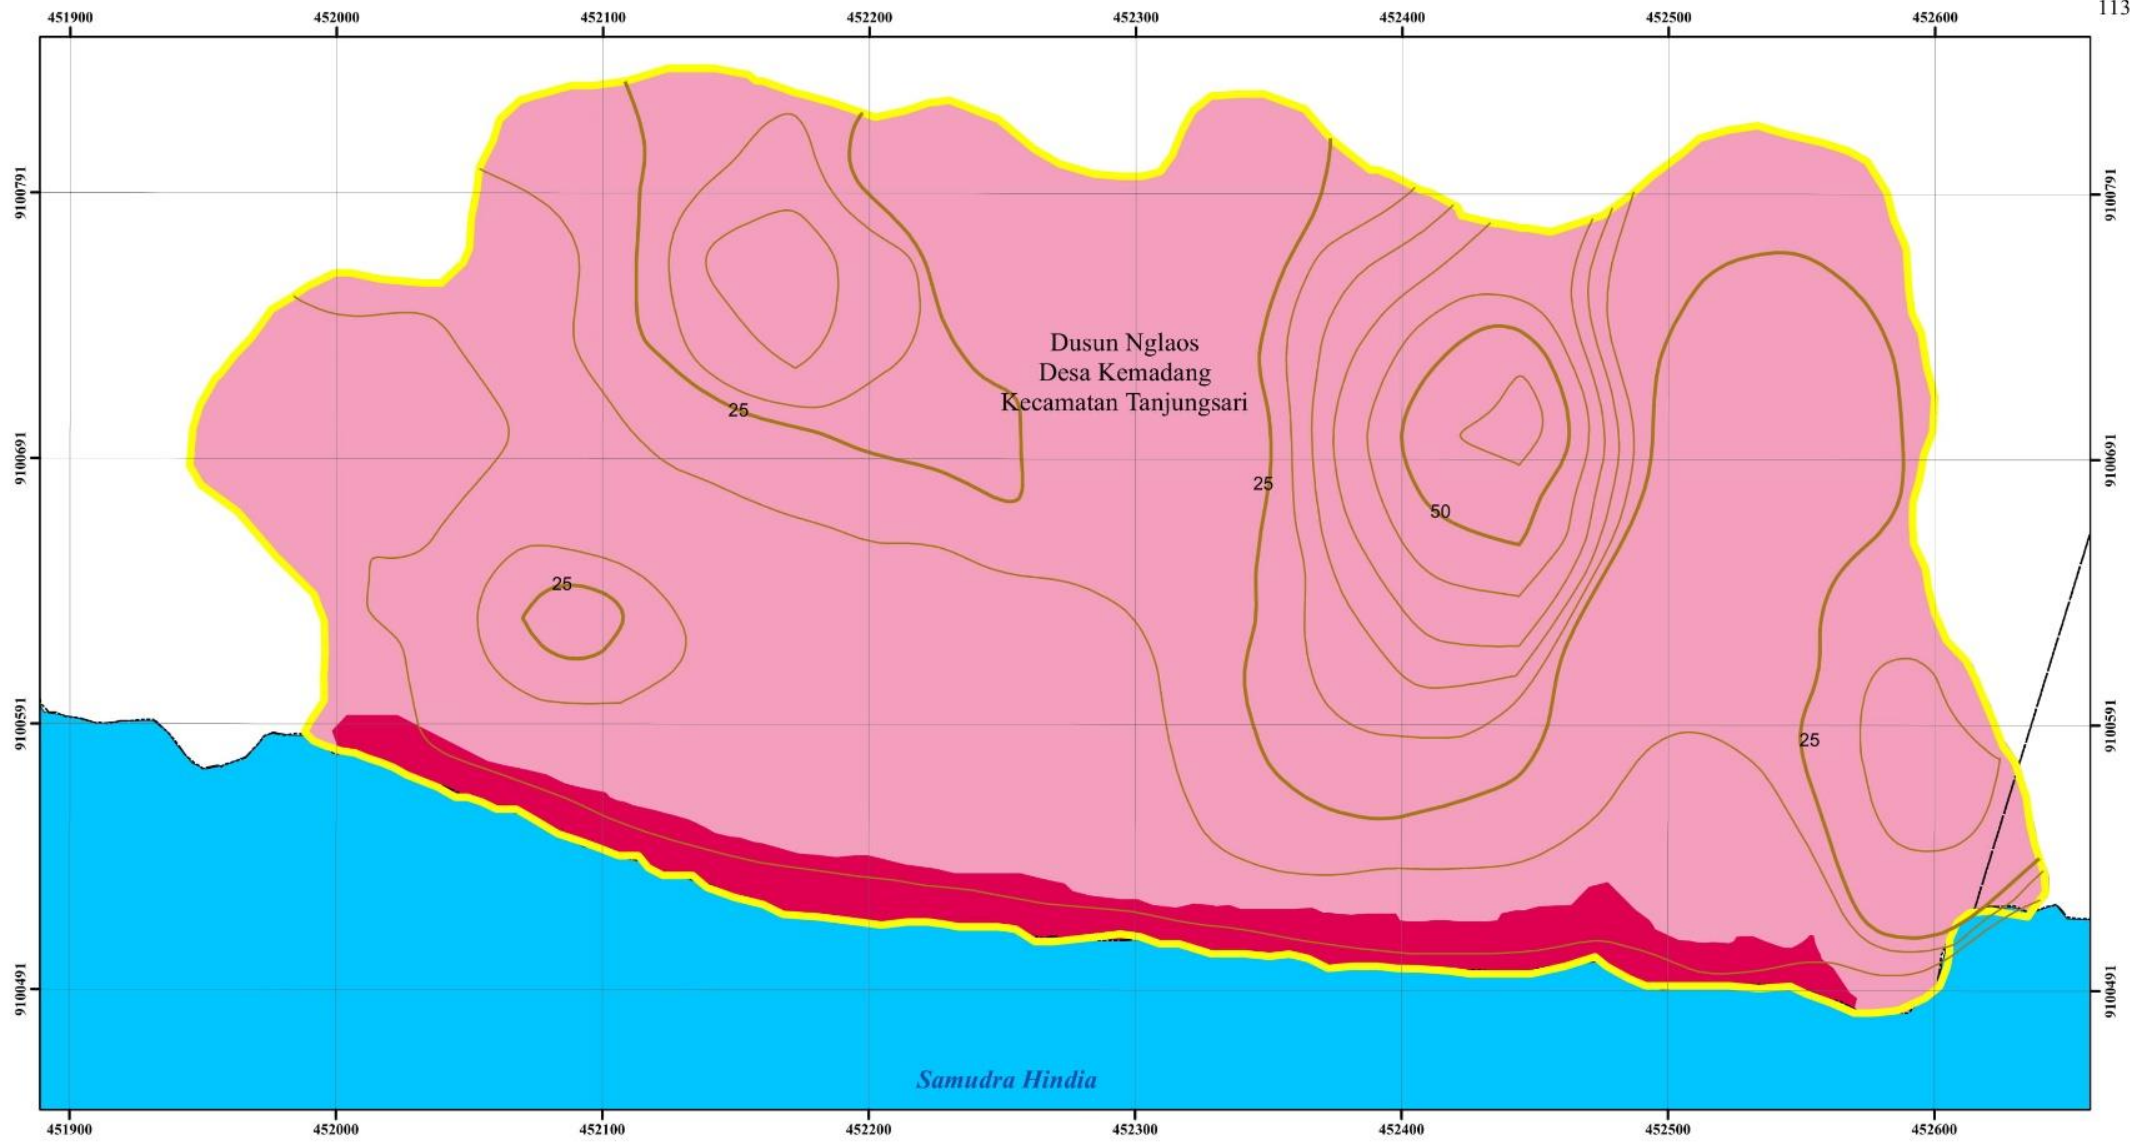 113
451900 452000 452100 452200 452300 452400 452500 452600
9100791 9100791
Dusun Nglaos
Desa Kemadang
Kecamatan Tanjungsari
25
9100691 9100691
25
50
25
9100591 9100591
25
9100491 9100491
Samudra Hindia
451900 452000 452100 452200 452300 452400 452500 452600